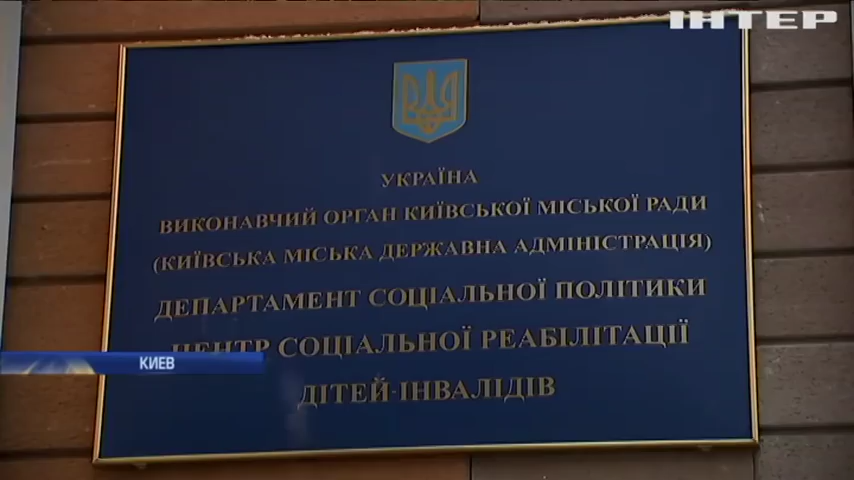 ІНТЕР
УКРАЇНА
ВИКОНАВЧИЙ ОРГАН КИЇВСЬКОЇ МІСЬКОЇ РАДИ
(КИЇВСЬКА МІСЬКА ДЕРЖАВНА АДМІНІСТРАЦІЯ)
ДЕПАРТАМЕНТ СОЦІАЛЬНОЇ ПОЛІТИКИ
ЦЕНТР СОЦІАЛЬНОЇ РЕАБІЛІТАЦІЇ
КИЕВ
ДІТЕЙ-ІНВАЛІДІВ